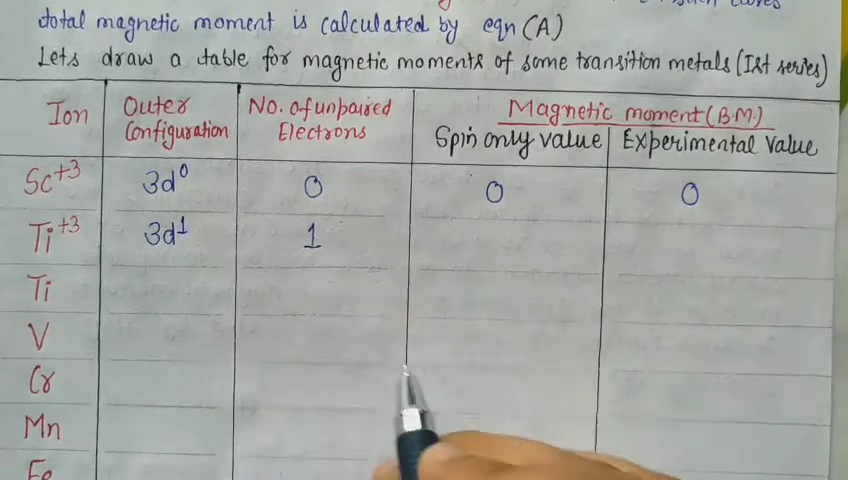 total magnetic moment is calculated by eqn (A)
Lets draw a table for magnetic moments of some transition metals (Ist series)
Ion Outer Configuration No. of unpaired Electrons Magnetic moment (B.M.)
Spin only value Experimental Value
Sc+3 3d0 0 0 0
Ti+3 3d1 1
Ti
V
Cr
Mn
Fe